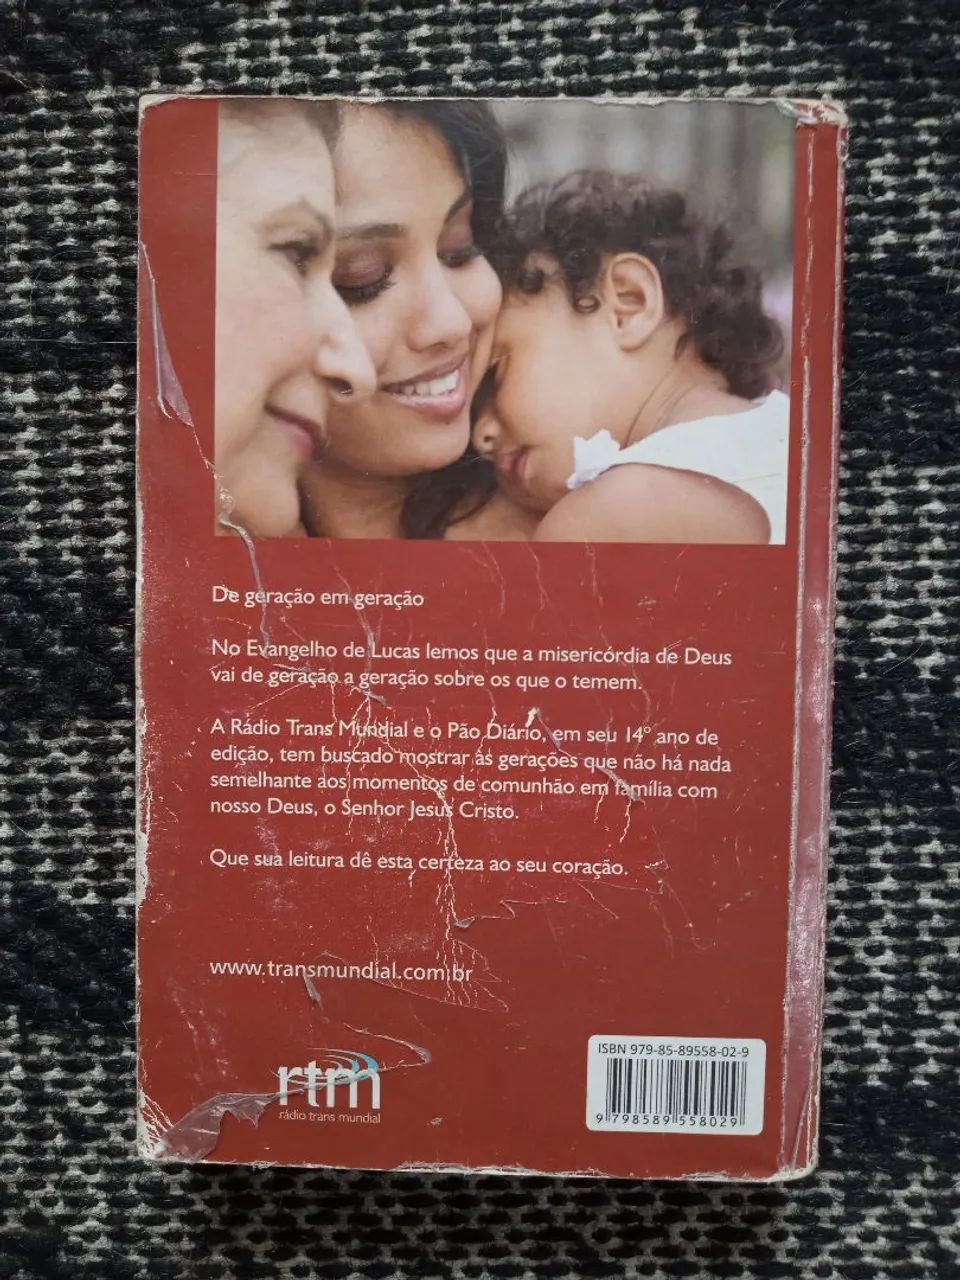 De geração em geração
No Evangelho de Lucas lemos que a misericórdia de Deus
vai de geração a geração sobre os que o temem.
A Rádio Trans Mundial e o Pão Diário, em seu 14º ano de
edição, tem buscado mostrar às gerações que não há nada
semelhante aos momentos de comunhão em família com
nosso Deus, o Senhor Jesus Cristo.
Que sua leitura dê esta certeza ao seu coração.
www.transmundial.com.br
rtm
rádio trans mundial
ISBN 979-85-89558-02-9
9 798589 558029